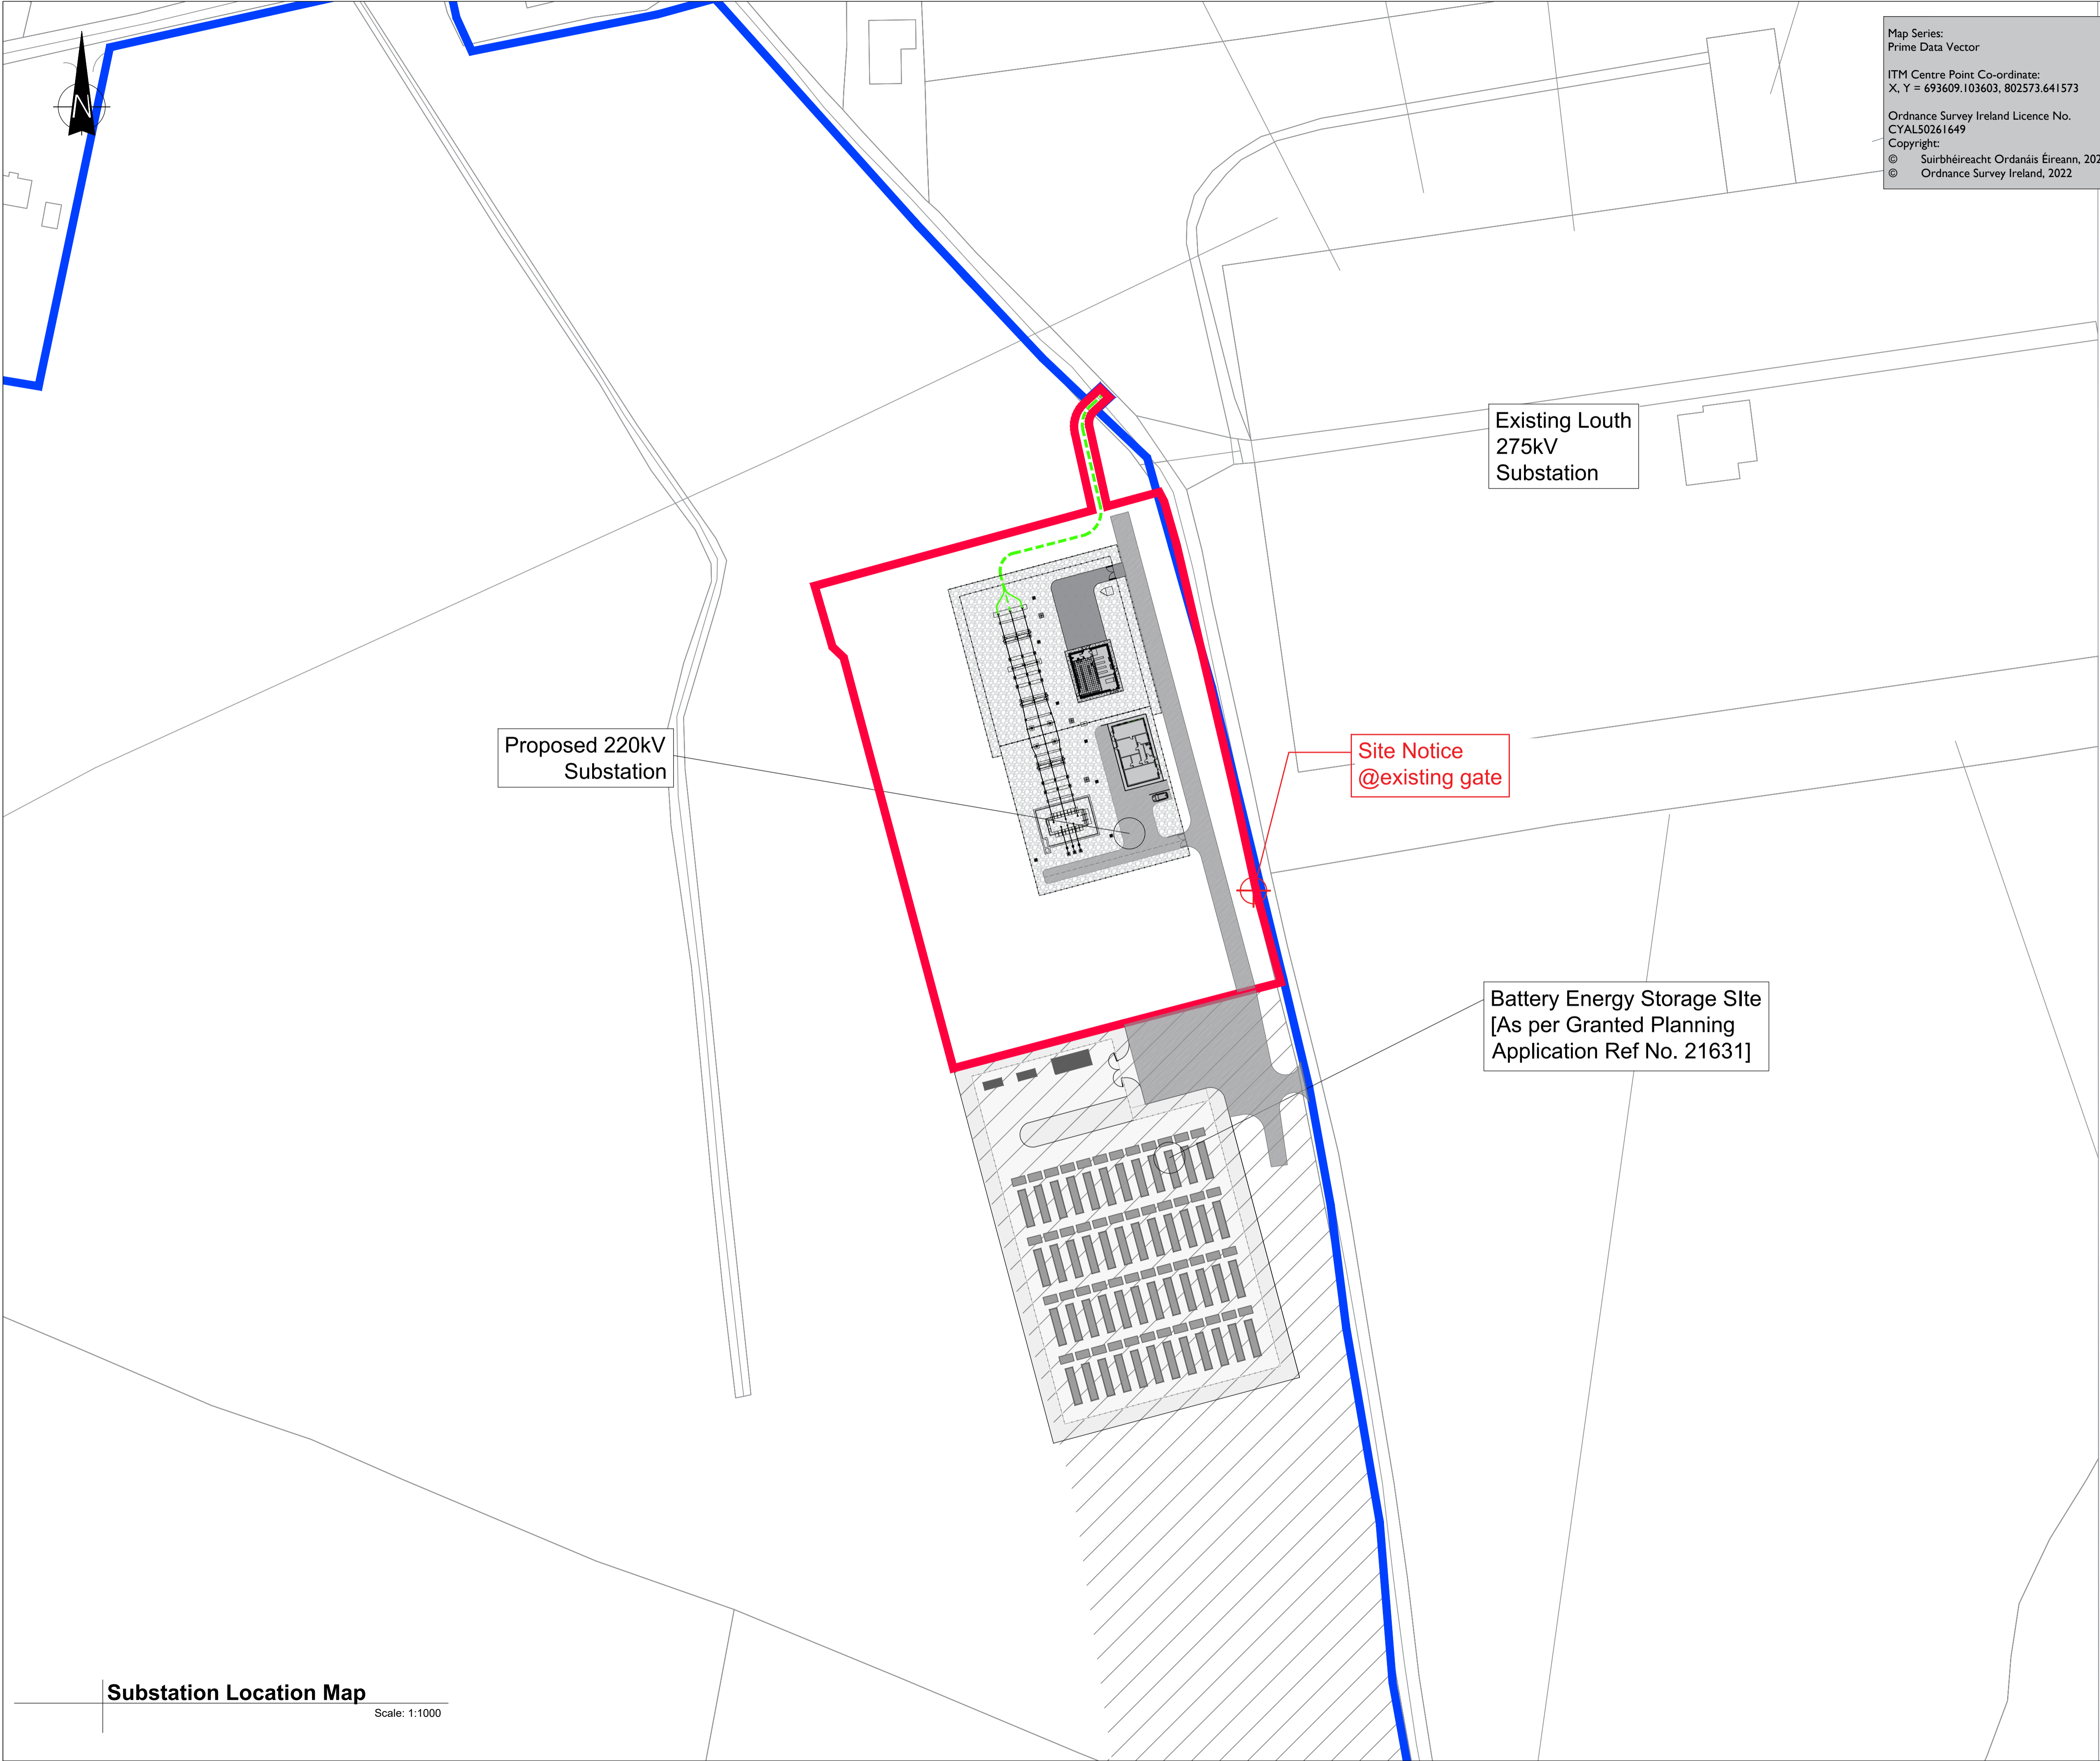 N
Map Series:
Prime Data Vector
ITM Centre Point Co-ordinate:
X, Y = 693609.103603, 802573.641573
Ordnance Survey Ireland Licence No.
CYAL50261649
Copyright:
© Suirbhéireacht Ordanáis Éireann, 202
© Ordnance Survey Ireland, 2022
Existing Louth
275kV
Substation
Proposed 220kV
Substation
Site Notice
@existing gate
Battery Energy Storage SIte
[As per Granted Planning
Application Ref No. 21631]
Substation Location Map
Scale: 1:1000